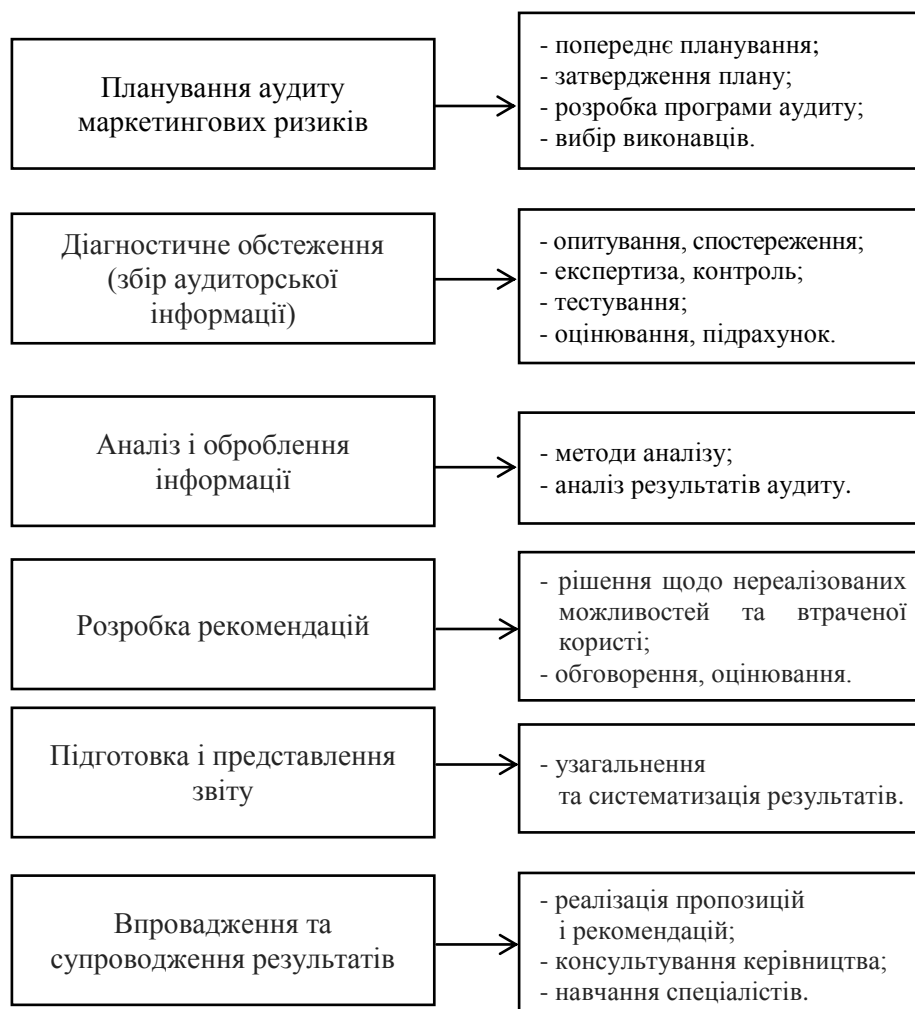 Планування аудиту
маркетингових ризиків
- попереднє планування;
- затвердження плану;
- розробка програми аудиту;
- вибір виконавців.
Діагностичне обстеження
(збір аудиторської
інформації)
- опитування, спостереження;
- експертиза, контроль;
- тестування;
- оцінювання, підрахунок.
Аналіз і оброблення
інформації
- методи аналізу;
- аналіз результатів аудиту.
Розробка рекомендацій
- рішення щодо нереалізованих
можливостей та втраченої
користі;
- обговорення, оцінювання.
Підготовка і представлення
звіту
- узагальнення
та систематизація результатів.
Впровадження та
супроводження результатів
- реалізація пропозицій
і рекомендацій;
- консультування керівництва;
- навчання спеціалістів.